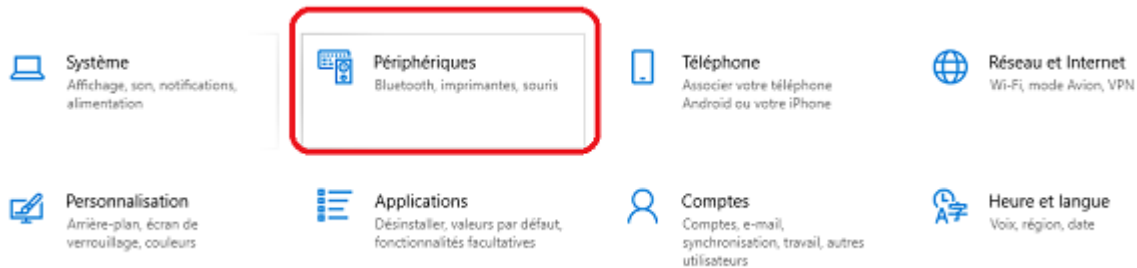 Système
Affichage, son, notifications,
alimentation
Périphériques
Bluetooth, imprimantes, souris
Téléphone
Associer votre téléphone
Android ou votre iPhone
Réseau et Internet
Wi-Fi, mode Avion, VPN
Personnalisation
Arrière-plan, écran de
verrouillage, couleurs
Applications
Désinstaller, valeurs par défaut,
fonctionnalités facultatives
Comptes
Comptes, e-mail,
synchronisation, travail, autres
utilisateurs
Heure et langue
Voix, région, date